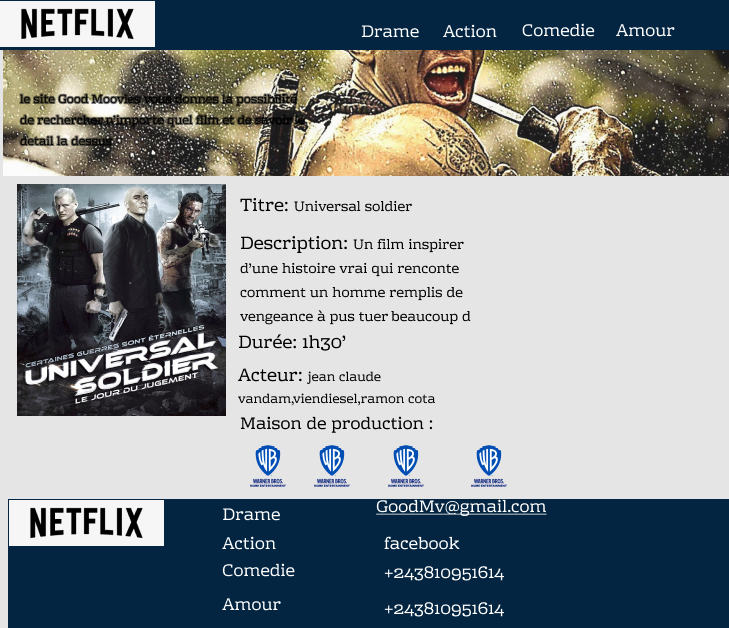 NETFLIX
Drame Action Comedie Amour
le site Good Moovies vous donnes la possibilité
de rechercher n'importe quel film et de savoir le
detail la dessus
Titre: Universal soldier
Description: Un film inspirer
d'une histoire vrai qui renconte
comment un homme remplis de
vengeance à pus tuer beaucoup d
Durée: 1h30'
Acteur: jean claude
vandam,viendiesel,ramon cota
Maison de production :
CERTAINES GUERRES SONT ÉTERNELLES
UNIVERSAL
SOLDIER
LE JOUR DU JUGEMENT
WB WB WB WB
WARNER BROS. WARNER BROS. WARNER BROS. WARNER BROS.
HOME ENTERTAINMENT HOME ENTERTAINMENT HOME ENTERTAINMENT HOME ENTERTAINMENT
NETFLIX
Drame
Action
Comedie
Amour
GoodMv@gmail.com
facebook
+243810951614
+243810951614